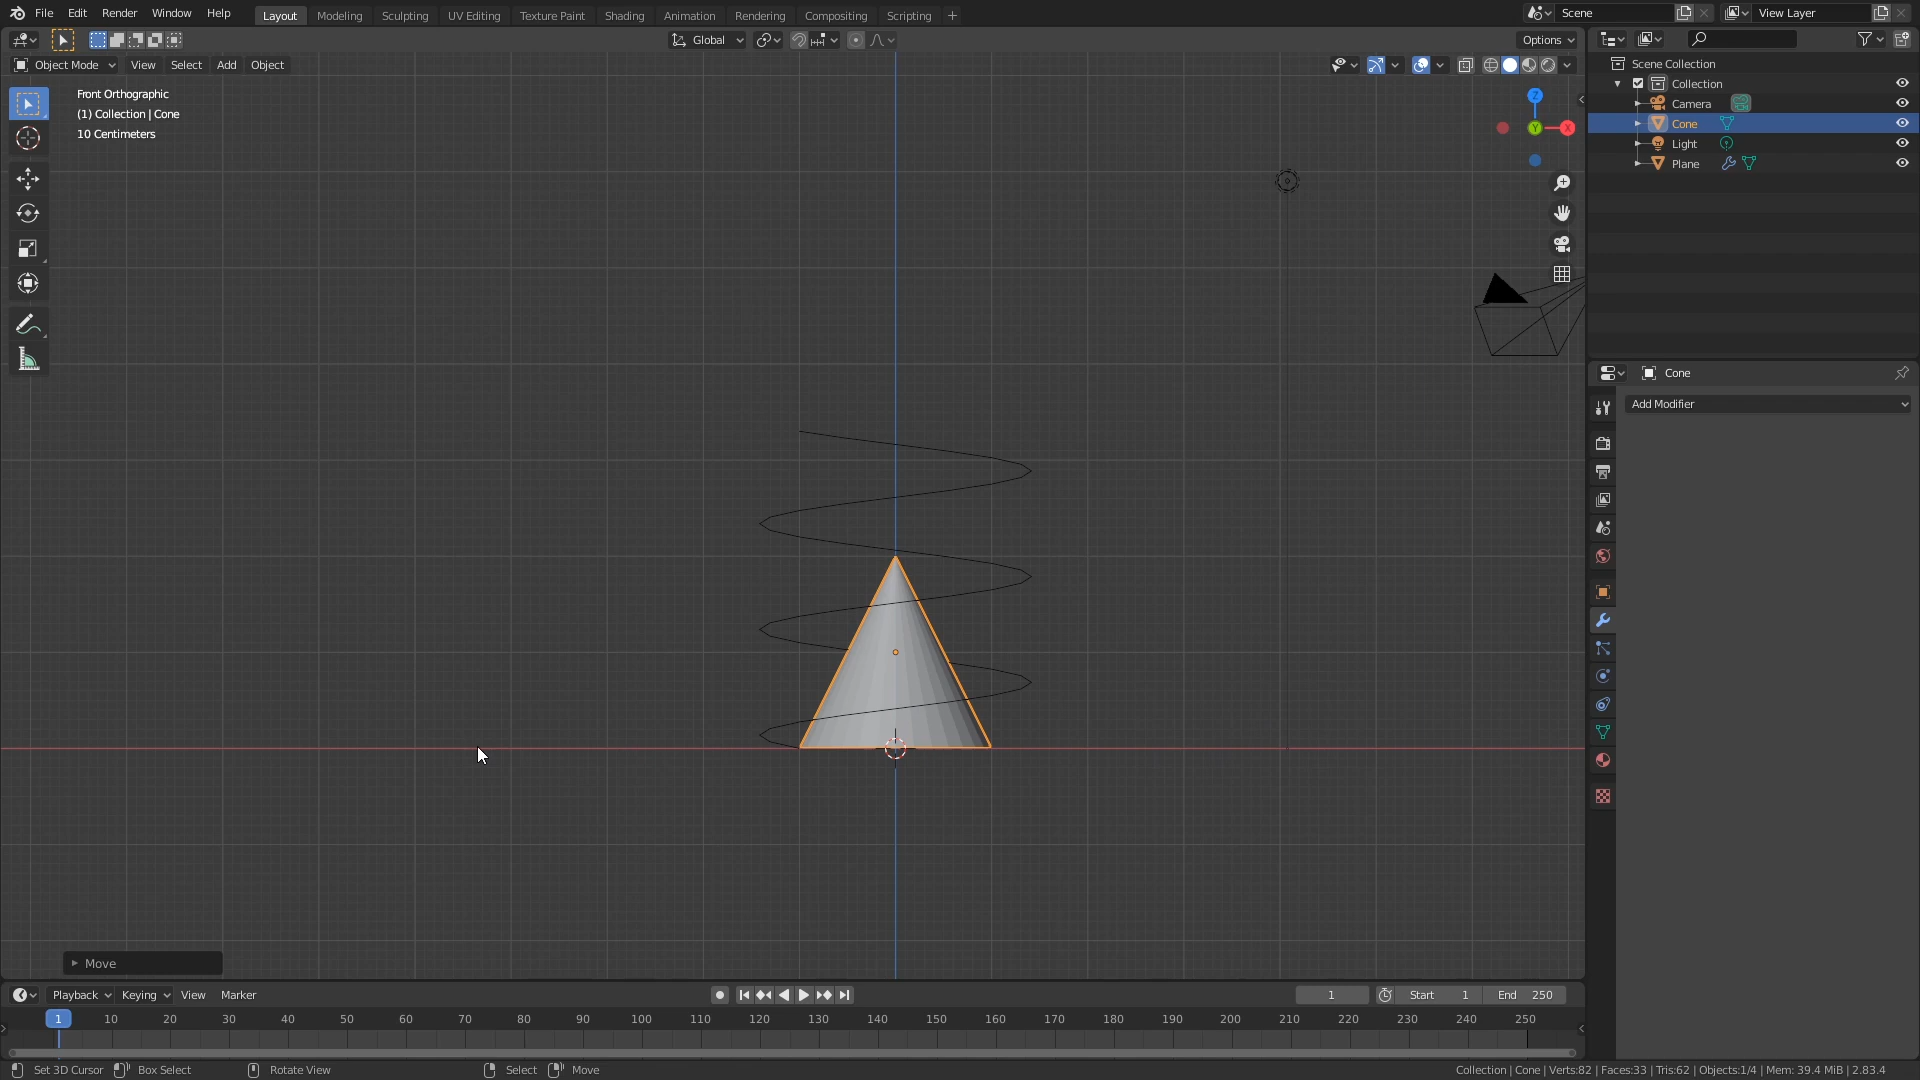 File Edit Render Window Help Layout Modeling Sculpting UV Editing Texture Paint Shading Animation Rendering Compositing Scripting + Scene View Layer
Global Options
Object Mode View Select Add Object
Front Orthographic
(1) Collection | Cone
10 Centimeters
Z
Y
X
Scene Collection
Collection
Camera
Cone
Light
Plane
Cone
Add Modifier
Move
Playback Keying View Marker 1 Start 1 End 250
1 10 20 30 40 50 60 70 80 90 100 110 120 130 140 150 160 170 180 190 200 210 220 230 240 250
Set 3D Cursor Box Select Rotate View Select Move Collection | Cone | Verts:82 | Faces:33 | Tris:62 | Objects:1/4 | Mem: 39.4 MiB | 2.83.4